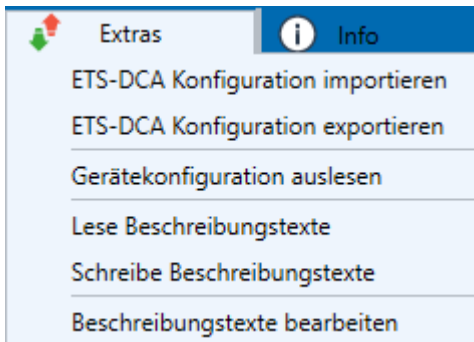 Extras
Info
ETS-DCA Konfiguration importieren
ETS-DCA Konfiguration exportieren
Gerätekonfiguration auslesen
Lese Beschreibungstexte
Schreibe Beschreibungstexte
Beschreibungstexte bearbeiten